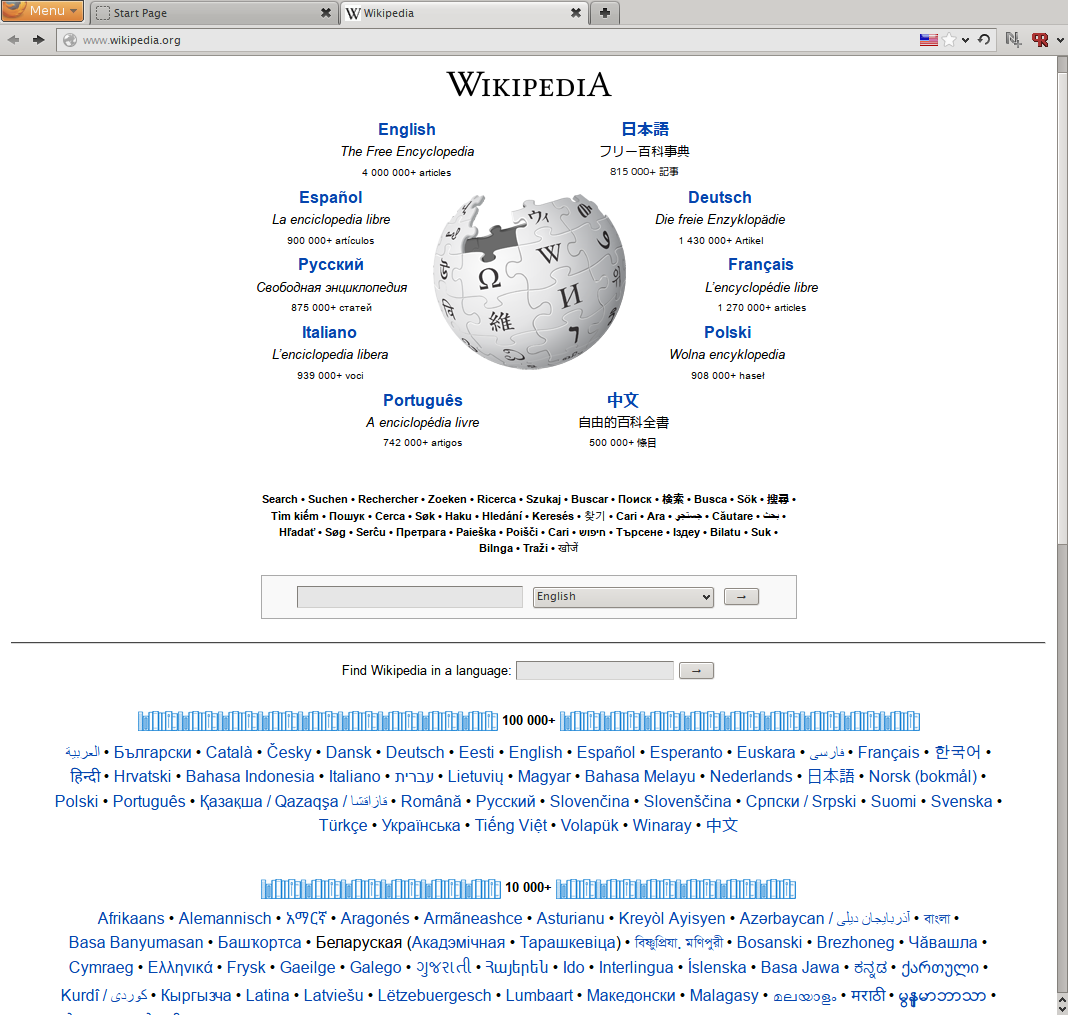 Menu
Start Page
Wikipedia
www.wikipedia.org
WIKIPEDIA
English
The Free Encyclopedia
4 000 000+ articles
日本語
フリー百科事典
815 000+ 記事
Español
La enciclopedia libre
900 000+ artículos
Deutsch
Die freie Enzyklopädie
1 430 000+ Artikel
Русский
Свободная энциклопедия
875 000+ статей
Français
L’encyclopédie libre
1 270 000+ articles
Italiano
L’enciclopedia libera
939 000+ voci
Polski
Wolna encyklopedia
908 000+ haseł
Português
A enciclopédia livre
742 000+ artigos
中文
自由的百科全書
500 000+ 條目
Ω
W
И
維
ウィ
7
Search • Suchen • Rechercher • Zoeken • Ricerca • Szukaj • Buscar • Поиск • 検索 • Busca • Sök • 搜尋 •
Tìm kiếm • Пошук • Cerca • Søk • Haku • Hledání • Keresés • 찾기 • Cari • Ara • جستجو • Căutare • بحث •
Hľadať • Søg • Serĉu • Претрага • Paieška • Poišči • Cari • חיפוש • Търсене • Іздеу • Bilatu • Suk •
Bilnga • Traži • खोजें
English
→
Find Wikipedia in a language:
→
100 000+
العربية • Български • Català • Česky • Dansk • Deutsch • Eesti • English • Español • Esperanto • Euskara • فارسی • Français • 한국어 •
हिन्दी • Hrvatski • Bahasa Indonesia • Italiano • עברית • Lietuvių • Magyar • Bahasa Melayu • Nederlands • 日本語 • Norsk (bokmål) •
Polski • Português • Қазақша / Qazaqşa / قازاقشا • Română • Русский • Slovenčina • Slovenščina • Српски / Srpski • Suomi • Svenska •
Türkçe • Українська • Tiếng Việt • Volapük • Winaray • 中文
10 000+
Afrikaans • Alemannisch • አማርኛ • Aragonés • Armãneashce • Asturianu • Kreyòl Ayisyen • Azərbaycan / آذربايجان ديلی • বাংলা •
Basa Banyumasan • Башҡортса • Беларуская (Акадэмічная • Тарашкевіца) • বিষ্ণুপ্রিযা় মণিপুরী • Bosanski • Brezhoneg • Чӑвашла •
Cymraeg • Ελληνικά • Frysk • Gaeilge • Galego • ગુજરાતી • Հայերեն • Ido • Interlingua • Íslenska • Basa Jawa • ಕನ್ನಡ • ქართული •
Kurdî / كوردی • Кыргызча • Latina • Latviešu • Lëtzebuergesch • Lumbaart • Македонски • Malagasy • മലയാളം • मराठी • မြန်မာဘာသာ •